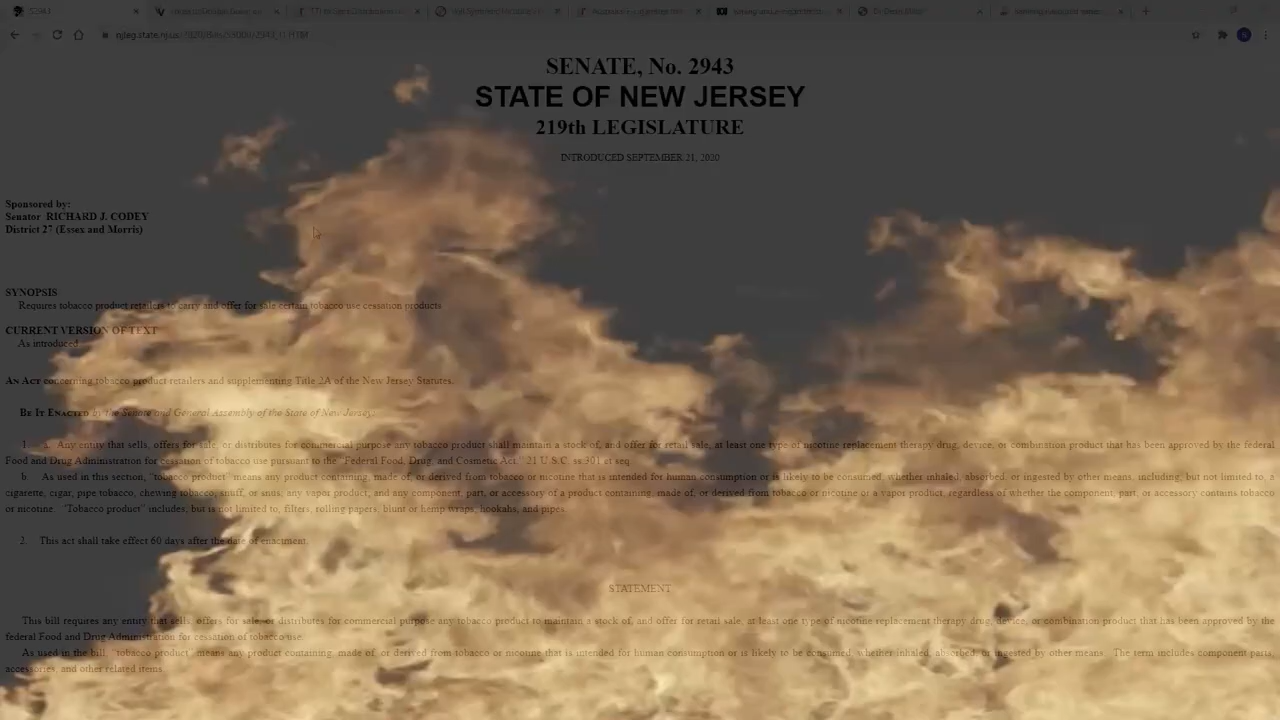 S2943
njleg.state.nj.us/2020/Bills/S3000/2943_I1.HTM
SENATE, No. 2943
STATE OF NEW JERSEY
219th LEGISLATURE
INTRODUCED SEPTEMBER 21, 2020
Sponsored by:
Senator RICHARD J. CODEY
District 27 (Essex and Morris)
SYNOPSIS
Requires tobacco product retailers to carry and offer for sale certain tobacco use cessation products.
CURRENT VERSION OF TEXT
As introduced.
AN ACT concerning tobacco product retailers and supplementing Title 2A of the New Jersey Statutes.
BE IT ENACTED by the Senate and General Assembly of the State of New Jersey:
1. a. Any entity that sells, offers for sale, or distributes for commercial purpose any tobacco product shall maintain a stock of, and offer for retail sale, at least one type of nicotine replacement therapy drug, device, or combination product that has been approved by the federal
Food and Drug Administration for cessation of tobacco use pursuant to the "Federal Food, Drug, and Cosmetic Act," 21 U.S.C. ss.301 et seq.
b. As used in this section, "tobacco product" means any product containing, made of, or derived from tobacco or nicotine that is intended for human consumption or is likely to be consumed, whether inhaled, absorbed, or ingested by other means, including, but not limited to, a
cigarette, cigar, pipe tobacco, chewing tobacco, snuff, or snus; any vapor product; and any component, part, or accessory of a product containing, made of, or derived from tobacco or nicotine or a vapor product, regardless of whether the component, part, or accessory contains tobacco
or nicotine. "Tobacco product" includes, but is not limited to, filters, rolling papers, blunt or hemp wraps, hookahs, and pipes.
2. This act shall take effect 60 days after the date of enactment.
STATEMENT
This bill requires any entity that sells, offers for sale, or distributes for commercial purpose any tobacco product to maintain a stock of, and offer for retail sale, at least one type of nicotine replacement therapy drug, device, or combination product that has been approved by the
federal Food and Drug Administration for cessation of tobacco use.
As used in the bill, "tobacco product" means any product containing, made of, or derived from tobacco or nicotine that is intended for human consumption or is likely to be consumed, whether inhaled, absorbed, or ingested by other means. The term includes component parts,
accessories, and other related items.